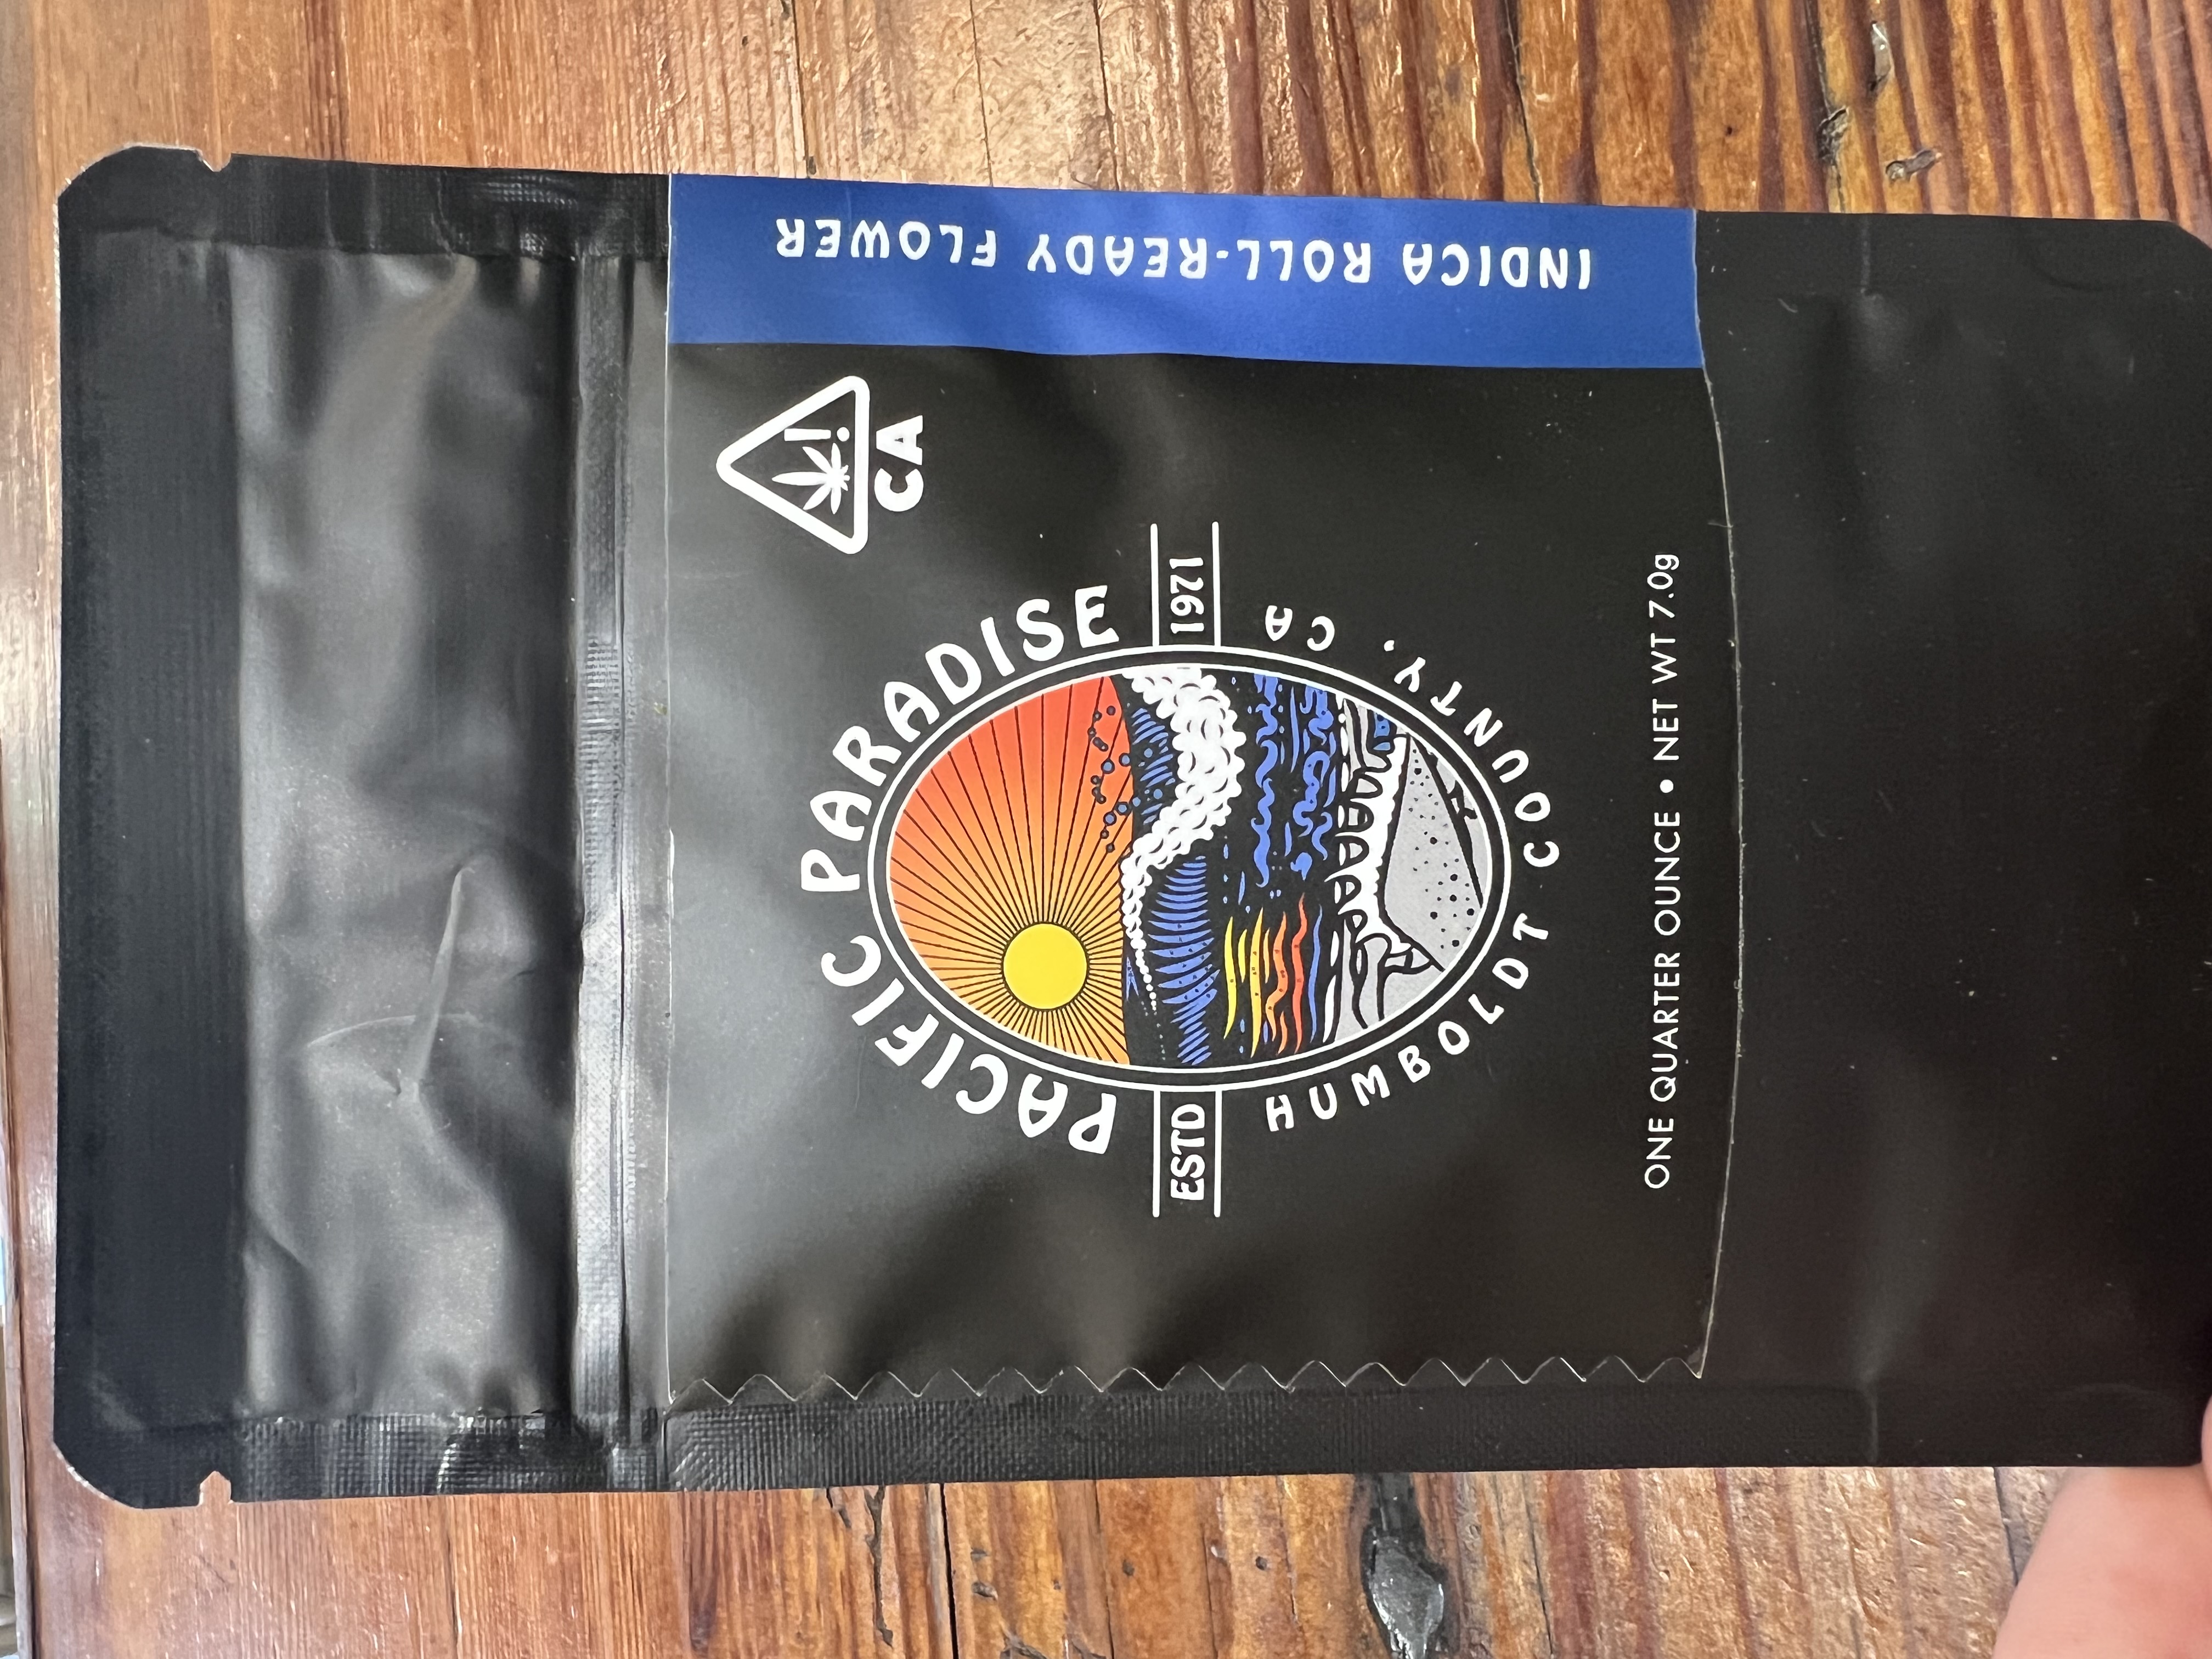 INDICA ROLL-READY FLOWER
CA
PACIFIC PARADISE
ESTD 1971
HUMBOLDT COUNTY, CA
ONE QUARTER OUNCE • NET WT 7.0g